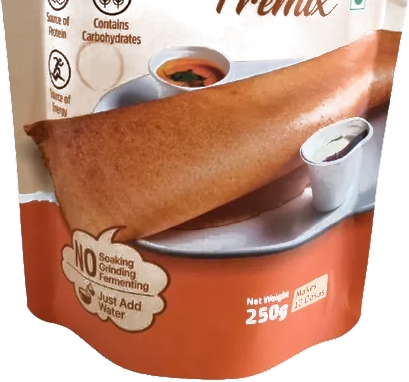 Premix
Source of
Protein
Contains
Carbohydrates
Source of
Energy
NO Soaking
Grinding
Fermenting
Just Add
Water
Net Weight
250g
Makes
10 Dosas